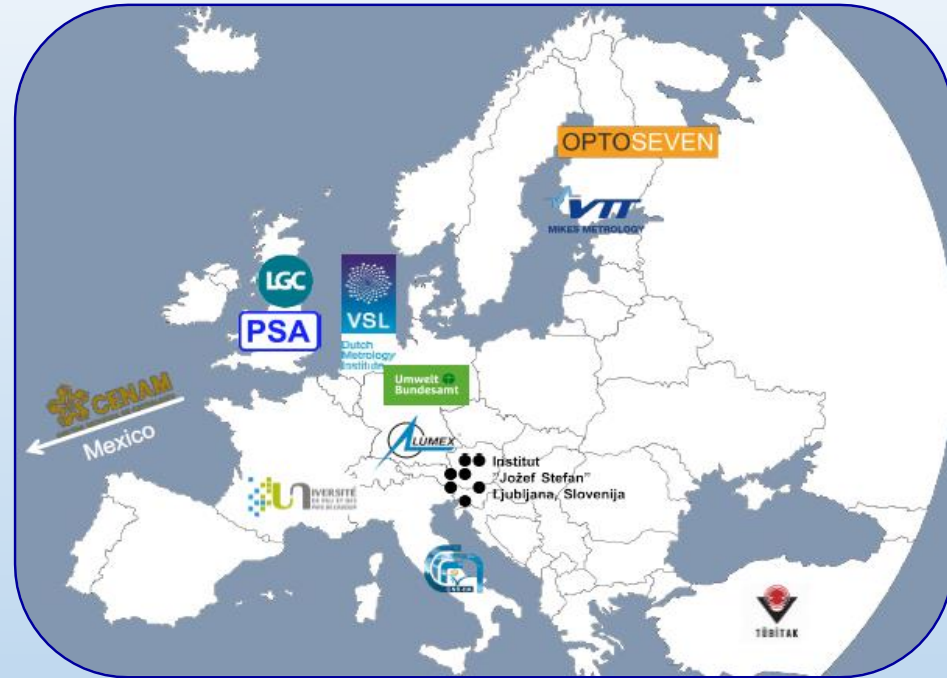 OPTOSEVEN
VTT
MIKES METROLOGY
LGC
PSA
VSL
Dutch
Metrology
Institute
Umwelt
Bundesamt
CENAM
Mexico
LUMEX
Institut
"Jožef Stefan"
Ljubljana, Slovenija
UNIVERSITÉ
TÜBİTAK